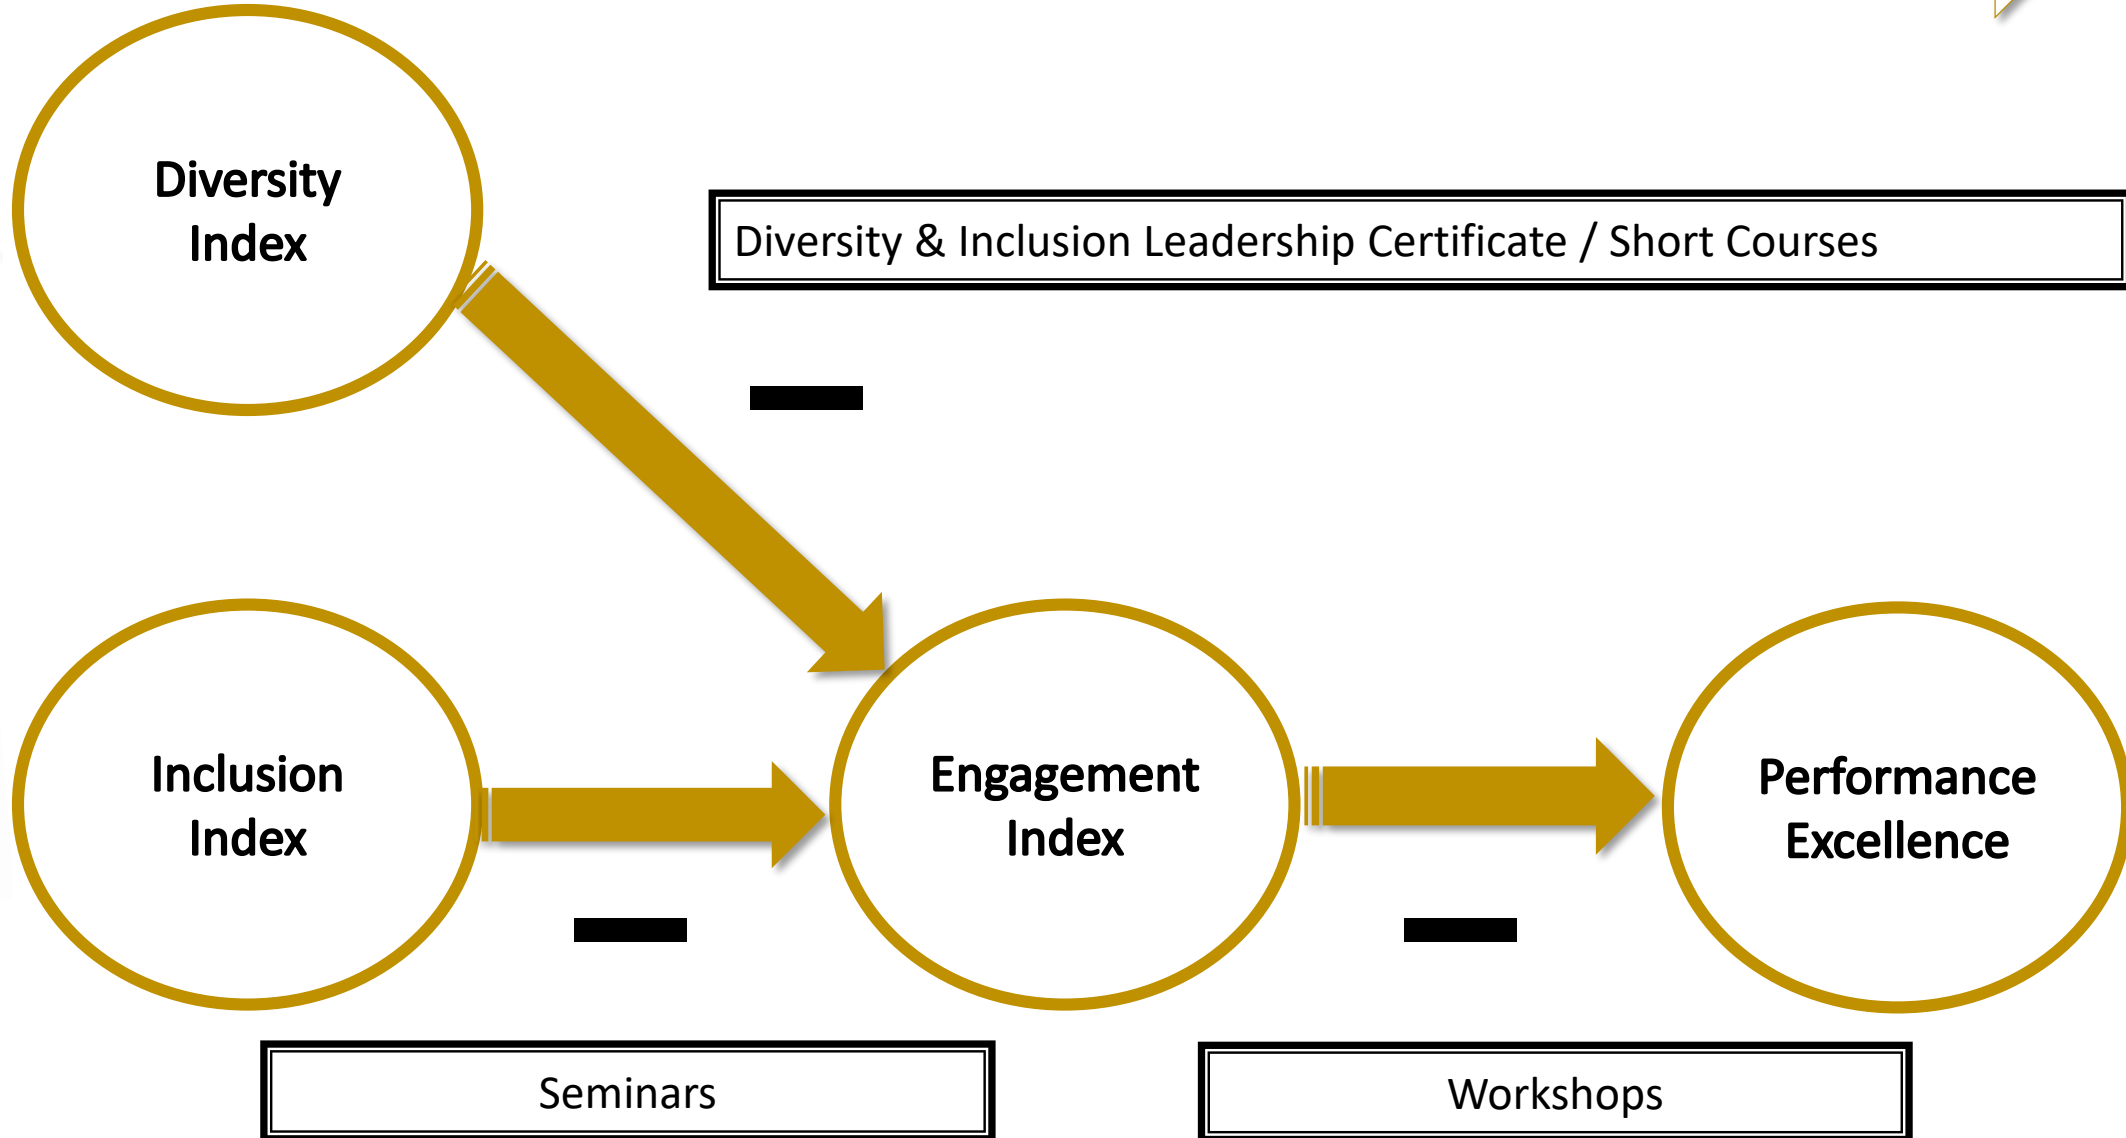 Diversity
Index
Diversity & Inclusion Leadership Certificate / Short Courses
Inclusion
Index
Engagement
Index
Performance
Excellence
Seminars
Workshops